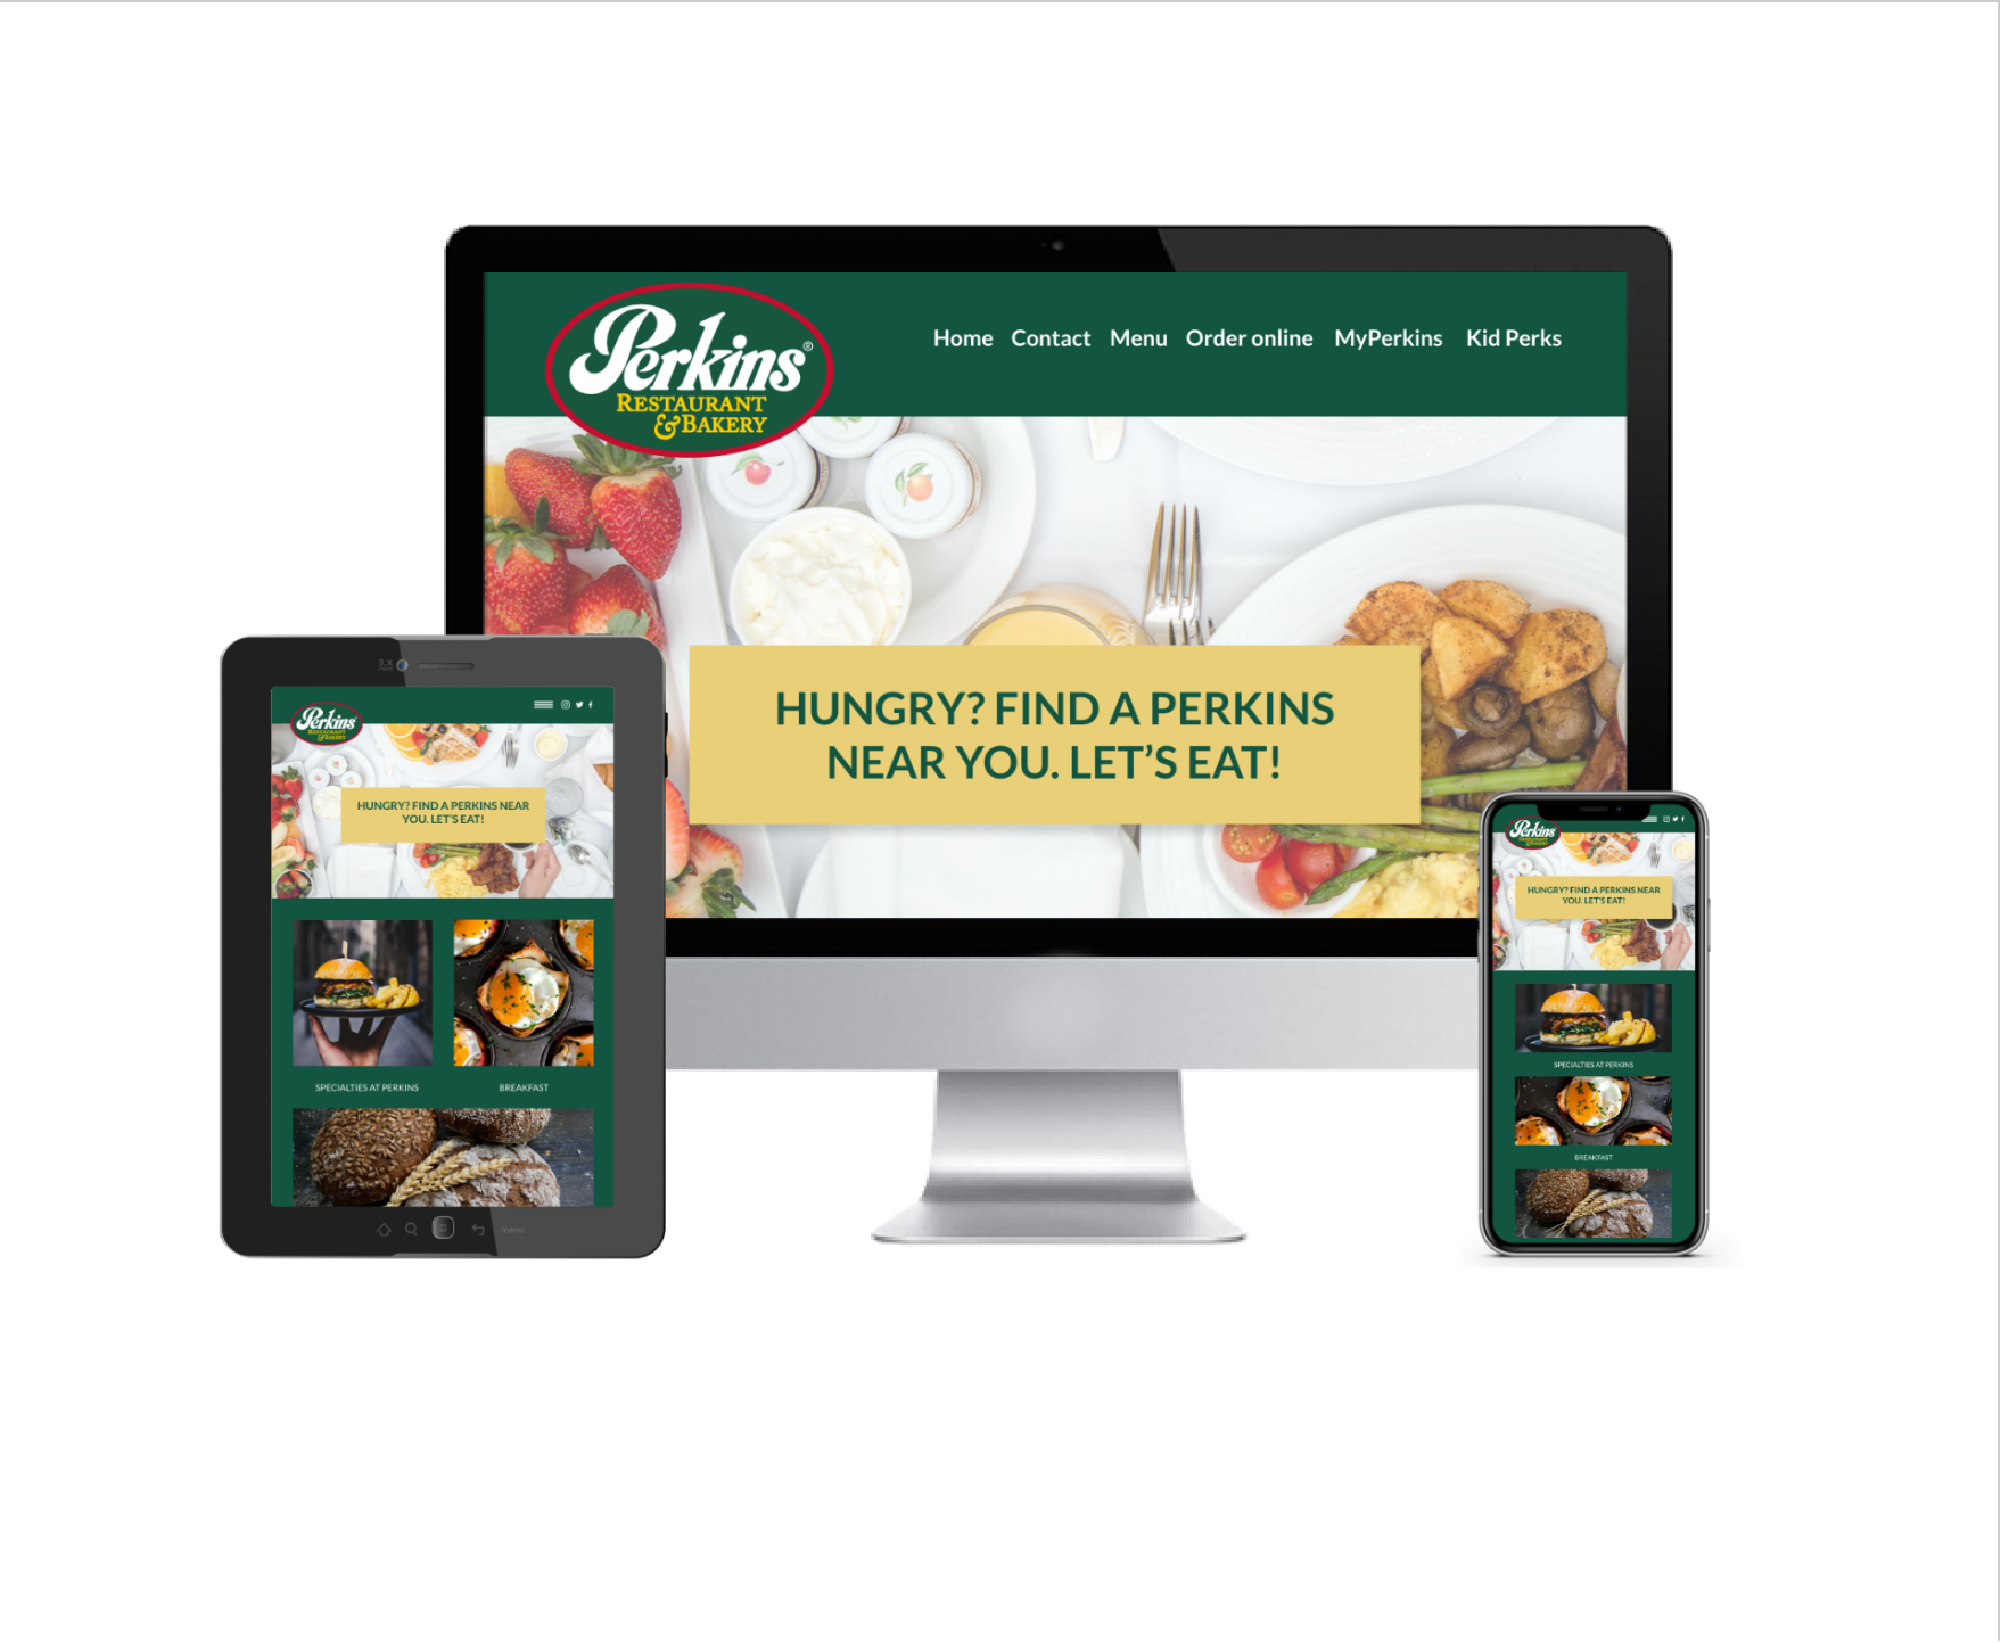 Perkins®
RESTAURANT
& BAKERY
Home Contact Menu Order online MyPerkins Kid Perks
HUNGRY? FIND A PERKINS
NEAR YOU. LET'S EAT!
Perkins
RESTAURANT
& BAKERY
HUNGRY? FIND A PERKINS NEAR
YOU. LET'S EAT!
SPECIALTIES AT PERKINS
BREAKFAST
Perkins
RESTAURANT
& BAKERY
HUNGRY? FIND A PERKINS NEAR
YOU. LET'S EAT!
SPECIALTIES AT PERKINS
BREAKFAST